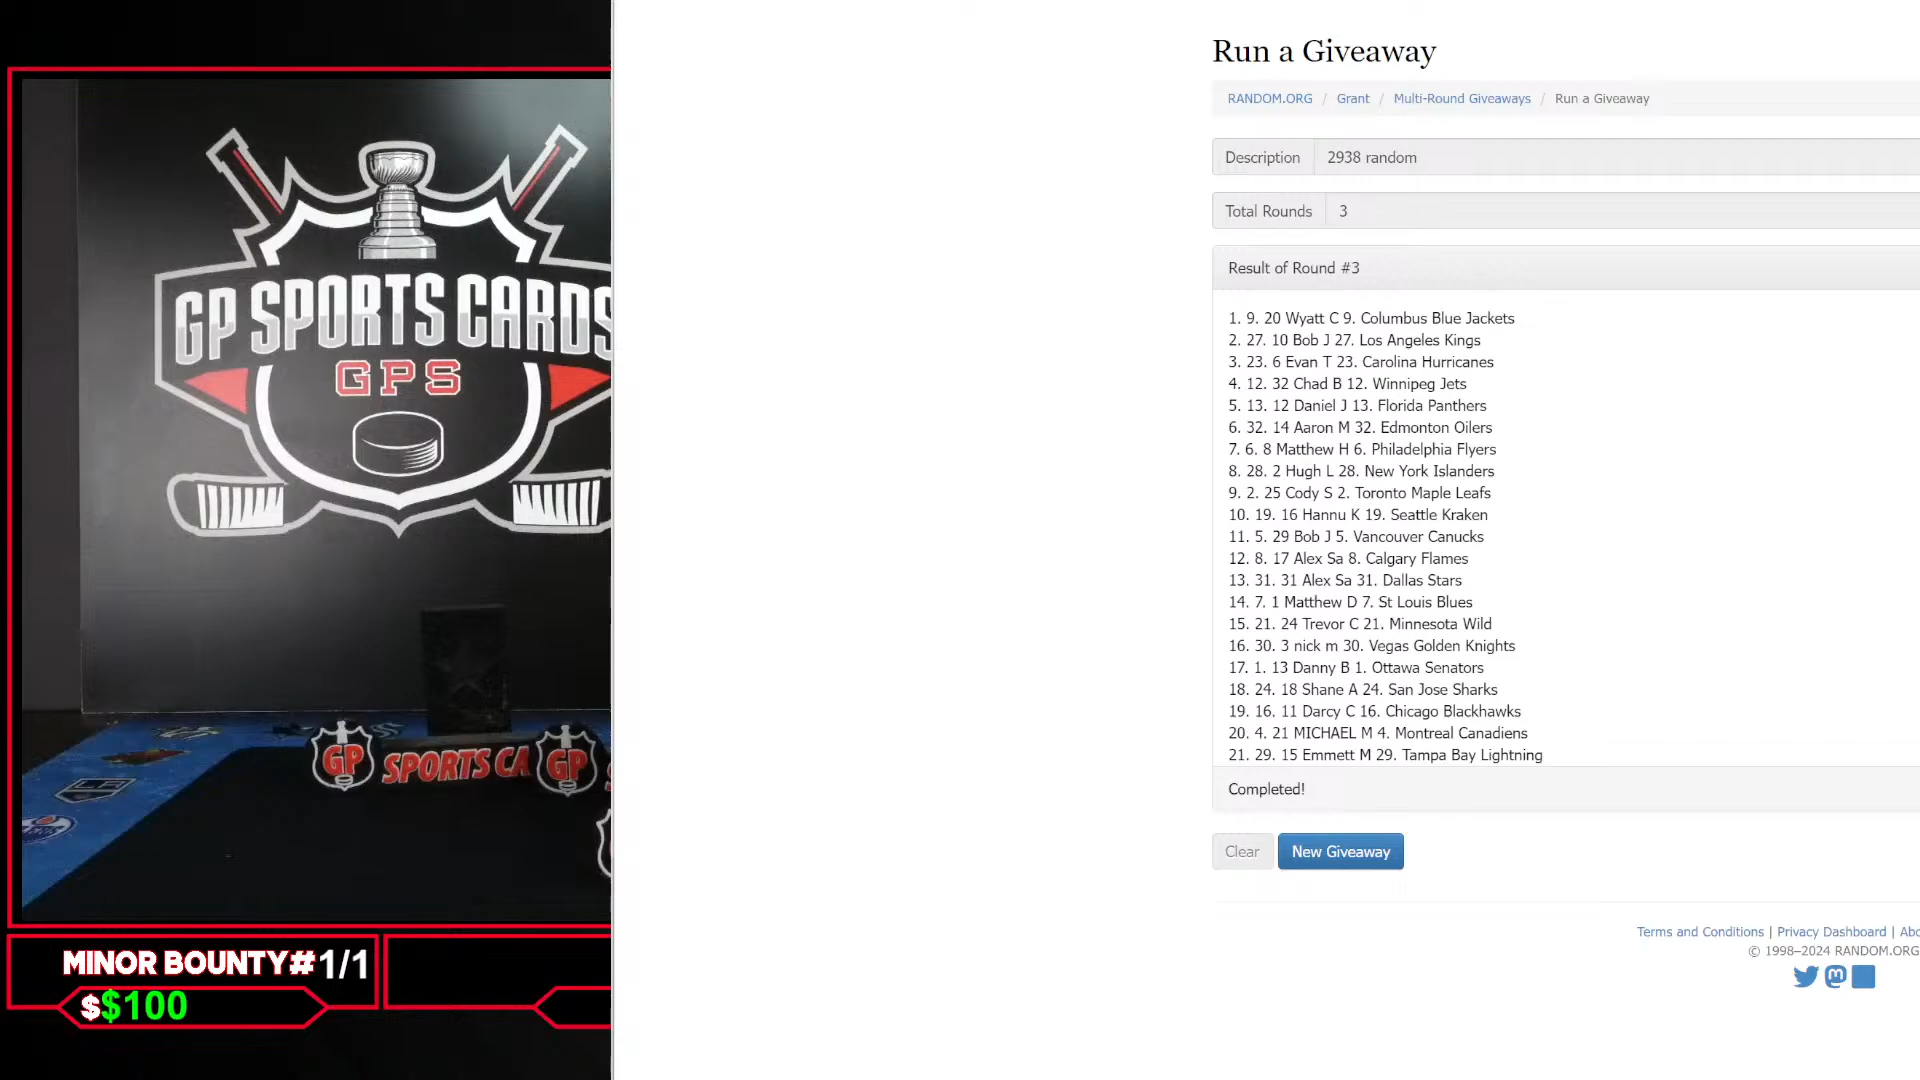 Run a Giveaway
RANDOM.ORG / Grant / Multi-Round Giveaways / Run a Giveaway
Description 2938 random
Total Rounds 3
Result of Round #3
1. 9. 20 Wyatt C 9. Columbus Blue Jackets
2. 27. 10 Bob J 27. Los Angeles Kings
3. 23. 6 Evan T 23. Carolina Hurricanes
4. 12. 32 Chad B 12. Winnipeg Jets
5. 13. 12 Daniel J 13. Florida Panthers
6. 32. 14 Aaron M 32. Edmonton Oilers
7. 6. 8 Matthew H 6. Philadelphia Flyers
8. 28. 2 Hugh L 28. New York Islanders
9. 2. 25 Cody S 2. Toronto Maple Leafs
10. 19. 16 Hannu K 19. Seattle Kraken
11. 5. 29 Bob J 5. Vancouver Canucks
12. 8. 17 Alex Sa 8. Calgary Flames
13. 31. 31 Alex Sa 31. Dallas Stars
14. 7. 1 Matthew D 7. St Louis Blues
15. 21. 24 Trevor C 21. Minnesota Wild
16. 30. 3 nick m 30. Vegas Golden Knights
17. 1. 13 Danny B 1. Ottawa Senators
18. 24. 18 Shane A 24. San Jose Sharks
19. 16. 11 Darcy C 16. Chicago Blackhawks
20. 4. 21 MICHAEL M 4. Montreal Canadiens
21. 29. 15 Emmett M 29. Tampa Bay Lightning
Completed!
Clear New Giveaway
Terms and Conditions | Privacy Dashboard | Abo
© 1998–2024 RANDOM.ORG
GP SPORTS CARDS
GPS
GP SPORTS CA GP
MINOR BOUNTY# 1/1
$$100